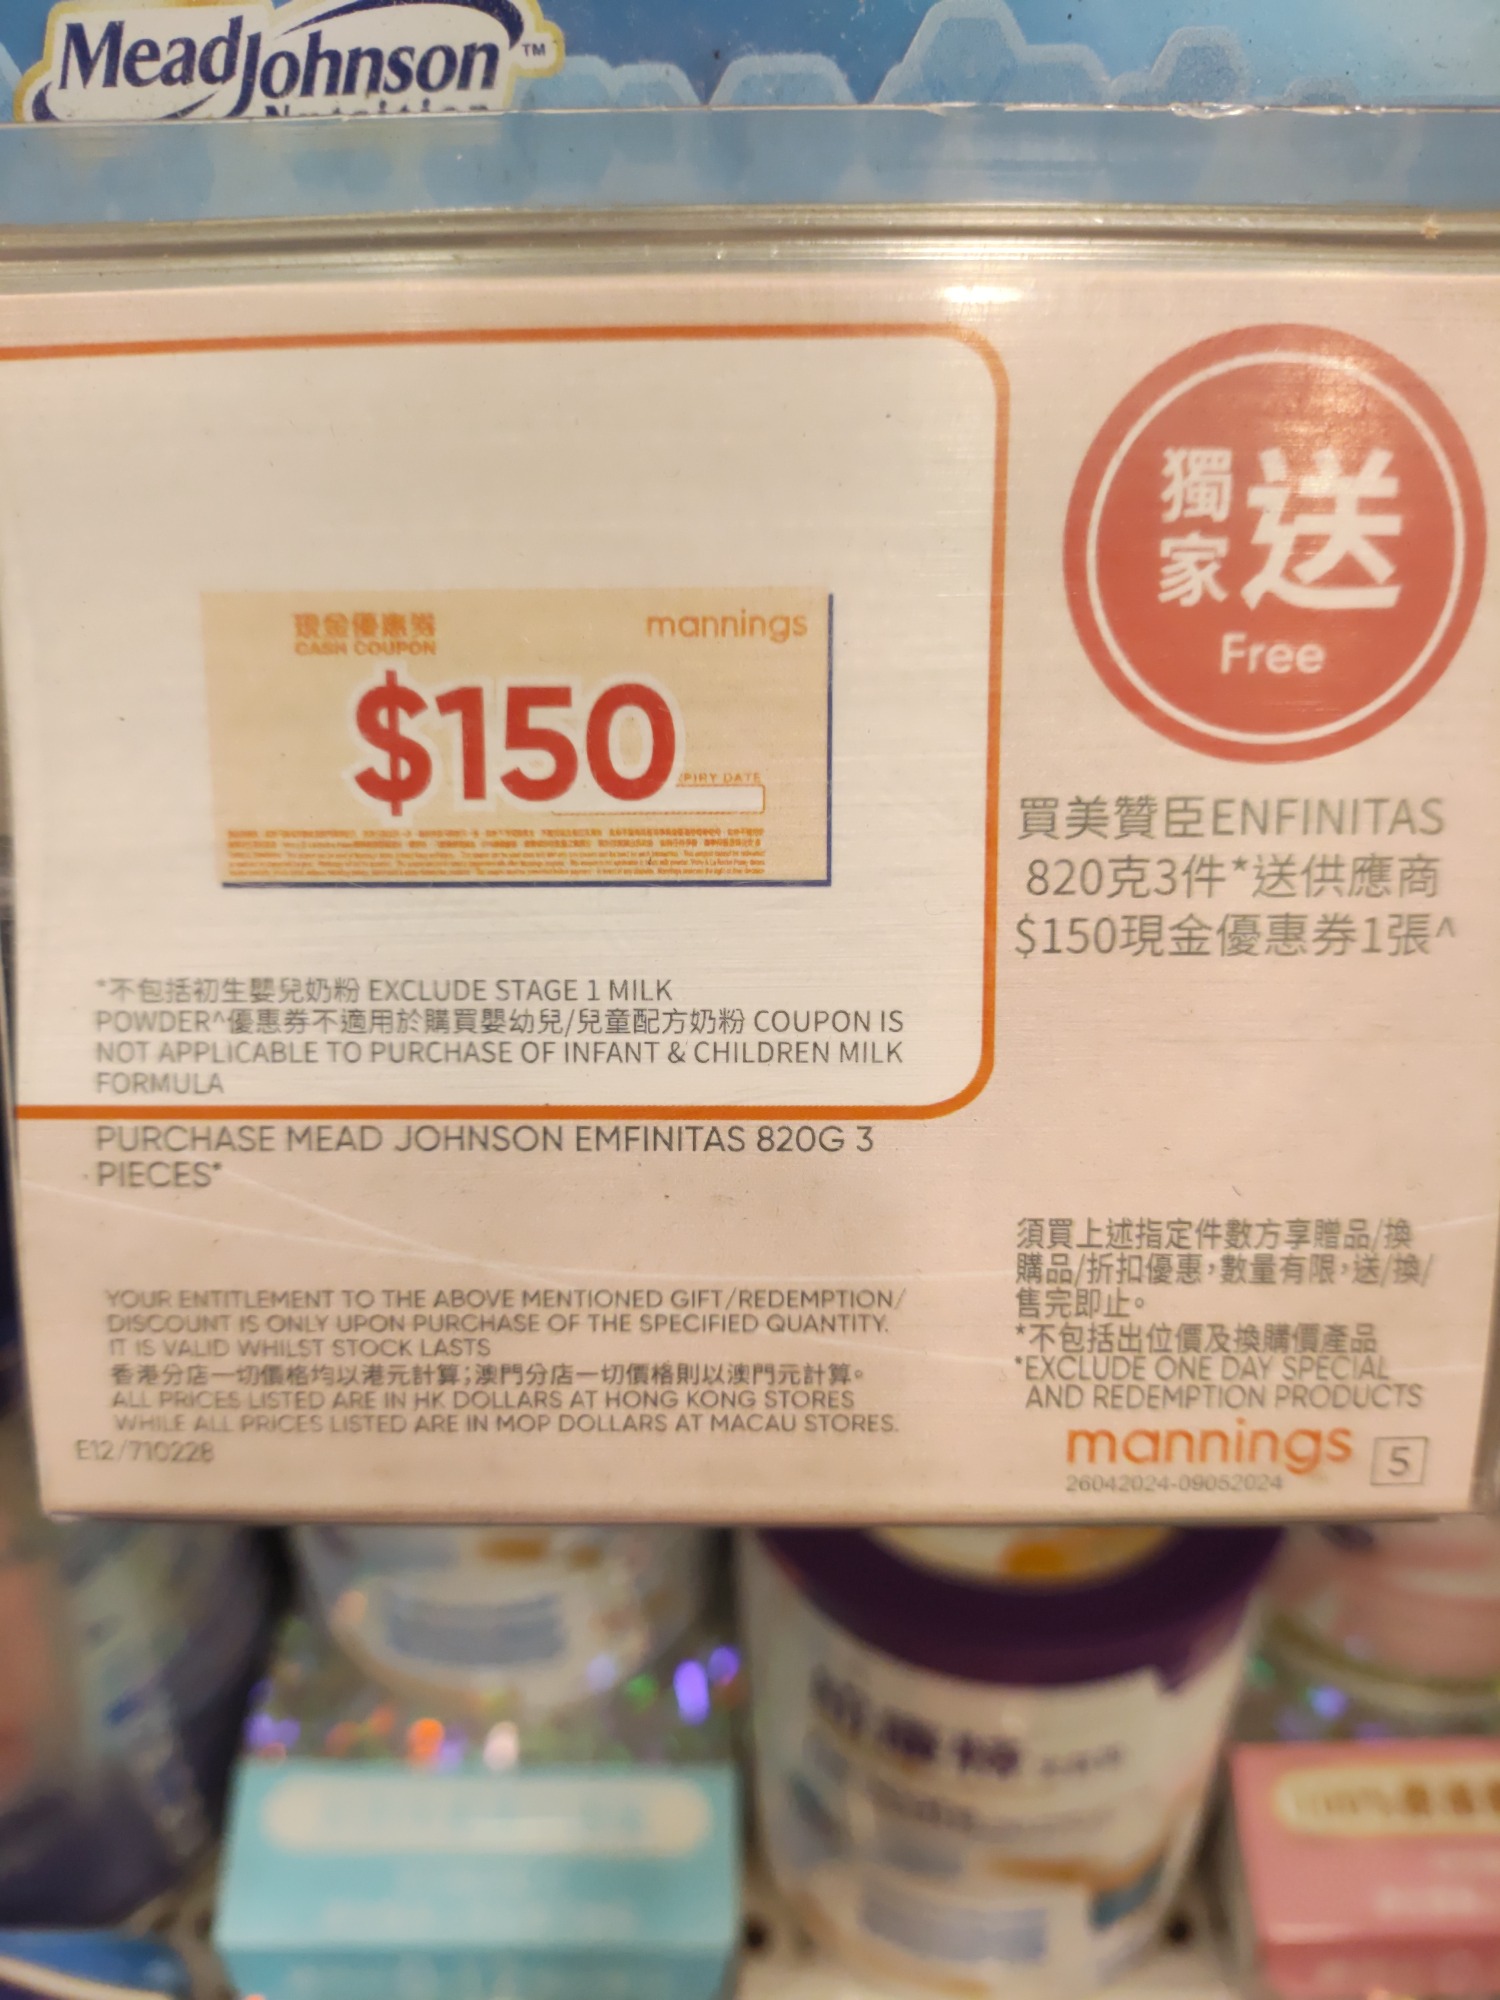 MeadJohnson™
Nutrition
獨家 送
Free
現金優惠券
CASH COUPON
mannings
$150
PIRY DATE
買美贊臣ENFINITAS
820克3件*送供應商
$150現金優惠券1張^
*不包括初生嬰兒奶粉 EXCLUDE STAGE 1 MILK
POWDER^優惠券不適用於購買嬰幼兒/兒童配方奶粉 COUPON IS
NOT APPLICABLE TO PURCHASE OF INFANT & CHILDREN MILK
FORMULA
PURCHASE MEAD JOHNSON EMFINITAS 820G 3
PIECES*
YOUR ENTITLEMENT TO THE ABOVE MENTIONED GIFT/REDEMPTION/
DISCOUNT IS ONLY UPON PURCHASE OF THE SPECIFIED QUANTITY.
IT IS VALID WHILST STOCK LASTS
香港分店一切價格均以港元計算;澳門分店一切價格則以澳門元計算。
ALL PRICES LISTED ARE IN HK DOLLARS AT HONG KONG STORES
WHILE ALL PRICES LISTED ARE IN MOP DOLLARS AT MACAU STORES.
E12/710228
須買上述指定件數方享贈品/換
購品/折扣優惠,數量有限,送/換/
售完即止。
*不包括出位價及換購價產品
*EXCLUDE ONE DAY SPECIAL
AND REDEMPTION PRODUCTS
mannings 5
26042024-09052024